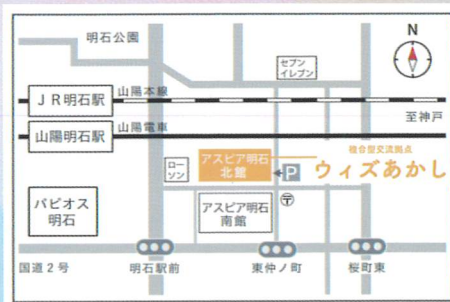 明石公園
N
セブン
イレブン
JR明石駅
山陽本線
至神戸
山陽明石駅
山陽電車
複合型交流拠点
ウィズあかし
ロー
ソン
アスピア明石
北館
P
〒
パピオス
明石
アスピア明石
南館
国道2号
明石駅前
東仲ノ町
桜町東